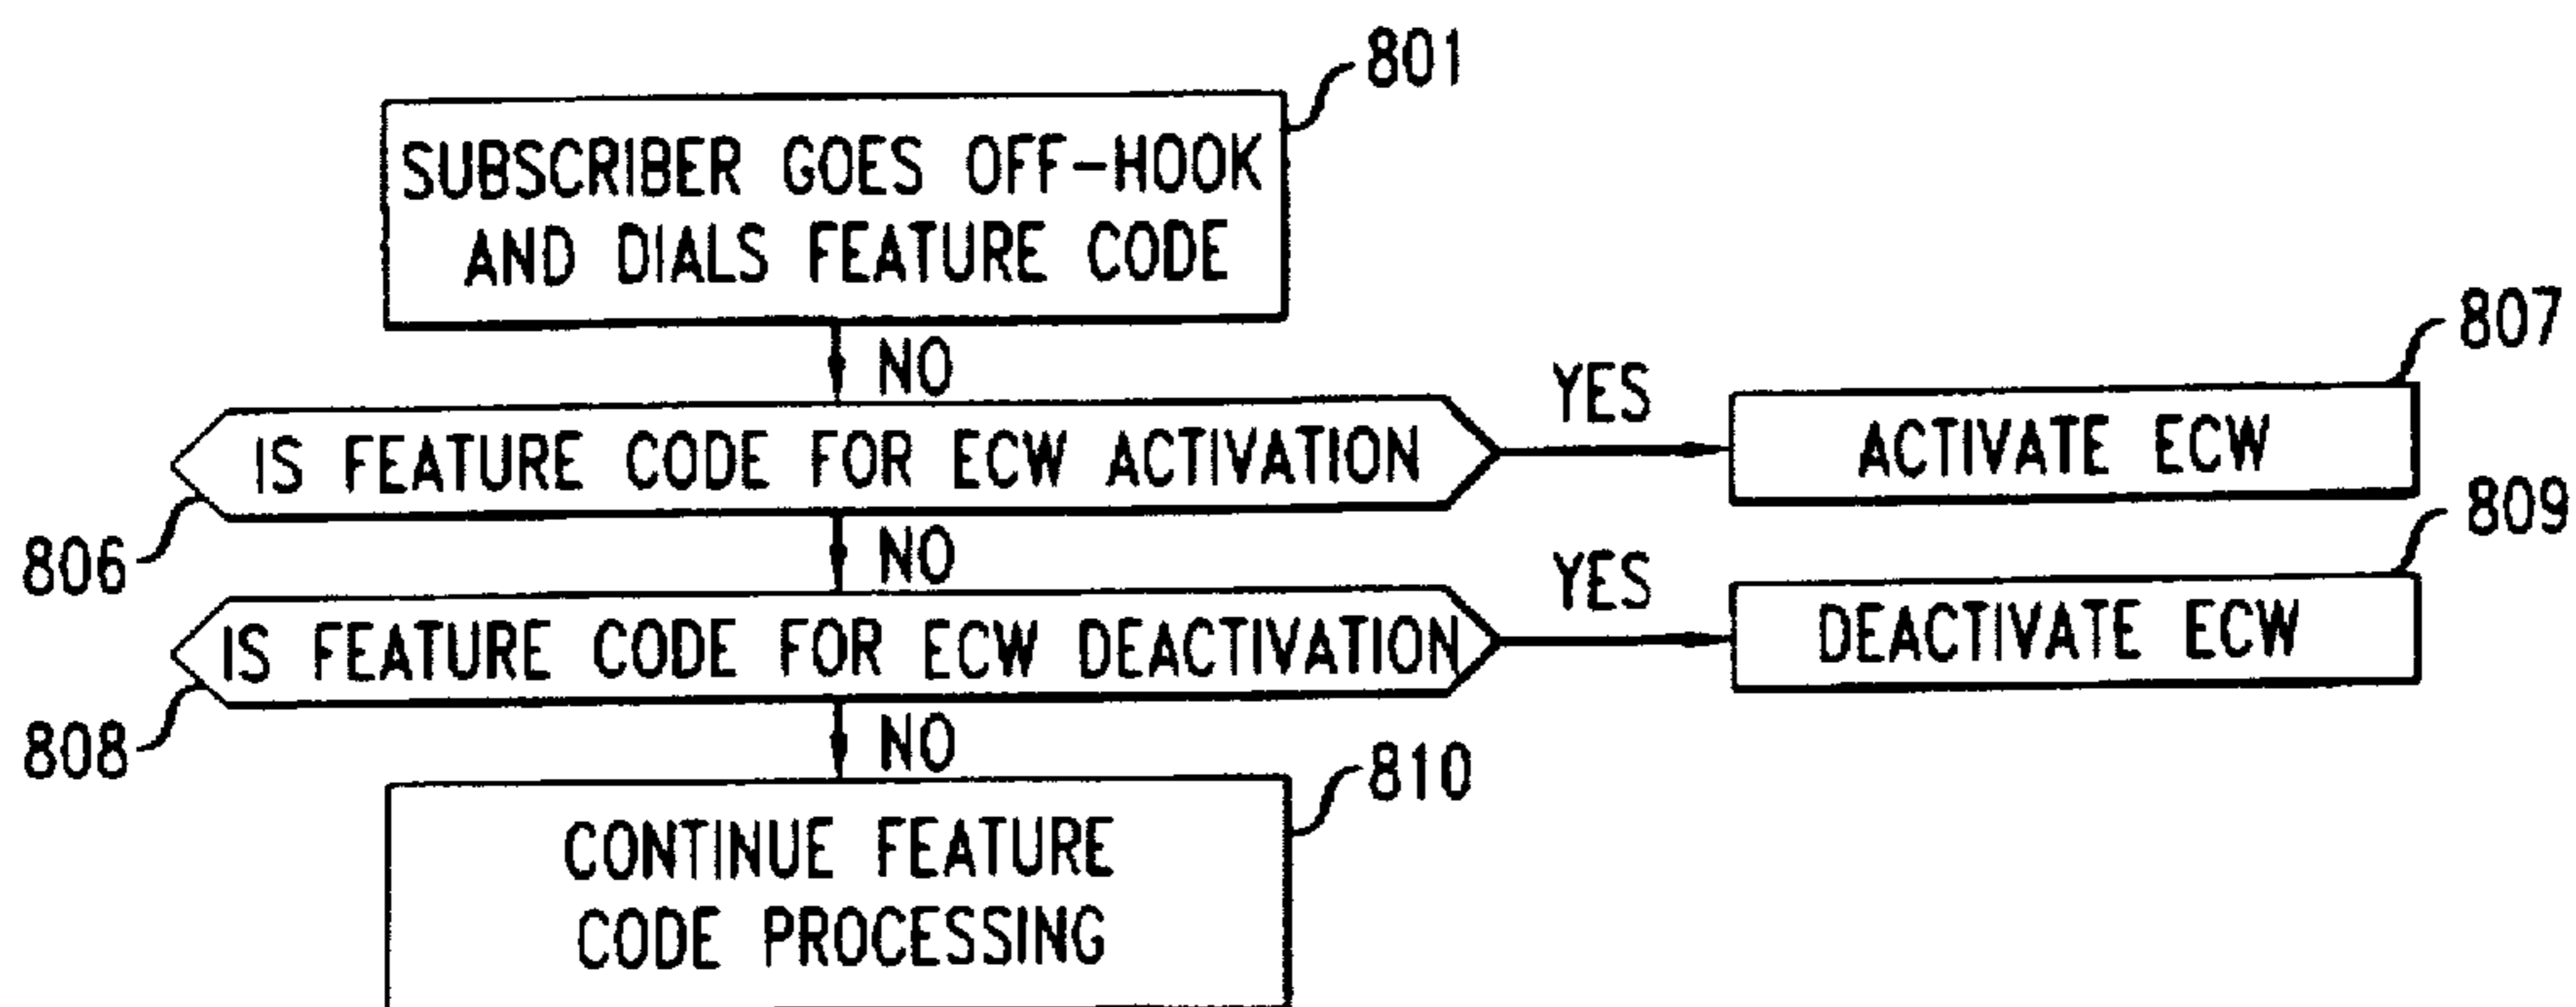 801
SUBSCRIBER GOES OFF-HOOK
AND DIALS FEATURE CODE
NO
807
YES
IS FEATURE CODE FOR ECW ACTIVATION
ACTIVATE ECW
806
NO
809
YES
IS FEATURE CODE FOR ECW DEACTIVATION
DEACTIVATE ECW
808
NO
810
CONTINUE FEATURE
CODE PROCESSING